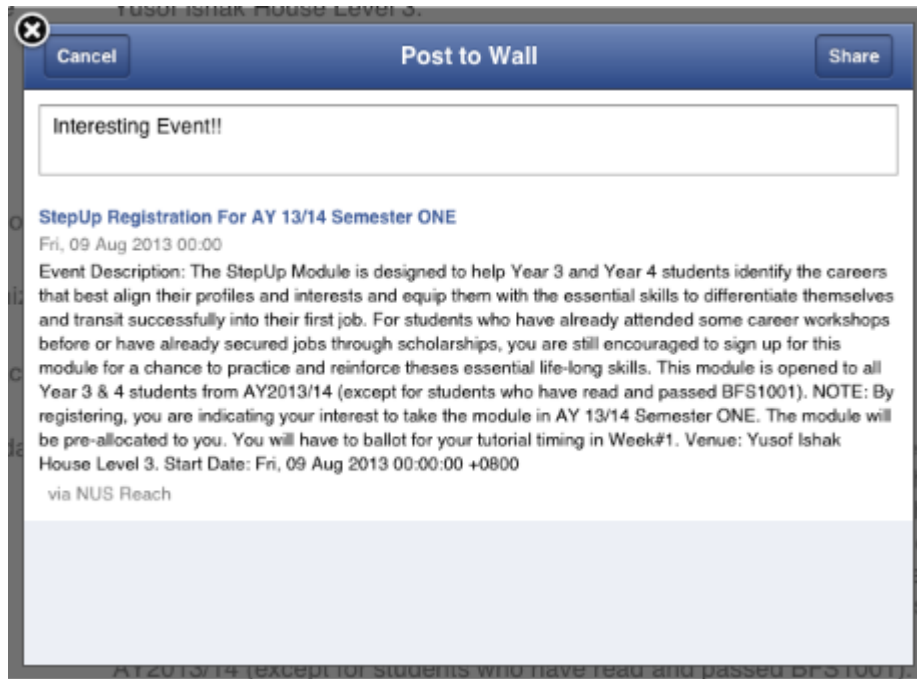 Yusof Ishak House Level 3.
Cancel
Post to Wall
Share
Interesting Event!!
StepUp Registration For AY 13/14 Semester ONE
Fri, 09 Aug 2013 00:00
Event Description: The StepUp Module is designed to help Year 3 and Year 4 students identify the careers
that best align their profiles and interests and equip them with the essential skills to differentiate themselves
and transit successfully into their first job. For students who have already attended some career workshops
before or have already secured jobs through scholarships, you are still encouraged to sign up for this
module for a chance to practice and reinforce theses essential life-long skills. This module is opened to all
Year 3 & 4 students from AY2013/14 (except for students who have read and passed BFS1001). NOTE: By
registering, you are indicating your interest to take the module in AY 13/14 Semester ONE. The module will
be pre-allocated to you. You will have to ballot for your tutorial timing in Week#1. Venue: Yusof Ishak
House Level 3. Start Date: Fri, 09 Aug 2013 00:00:00 +0800
via NUS Reach
AY2013/14 (except for students who have read and passed BFS1001).